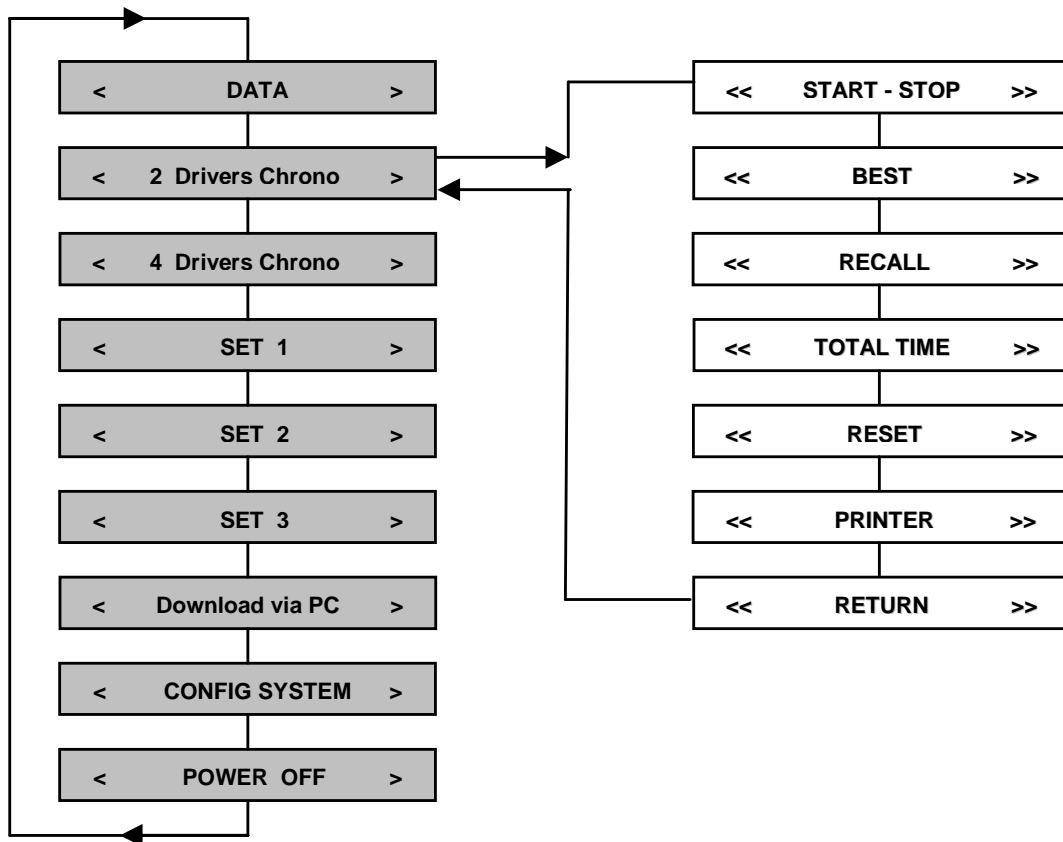 < DATA >
< 2 Drivers Chrono >
< 4 Drivers Chrono >
< SET 1 >
< SET 2 >
< SET 3 >
< Download via PC >
< CONFIG SYSTEM >
< POWER OFF >
<< START - STOP >>
<< BEST >>
<< RECALL >>
<< TOTAL TIME >>
<< RESET >>
<< PRINTER >>
<< RETURN >>